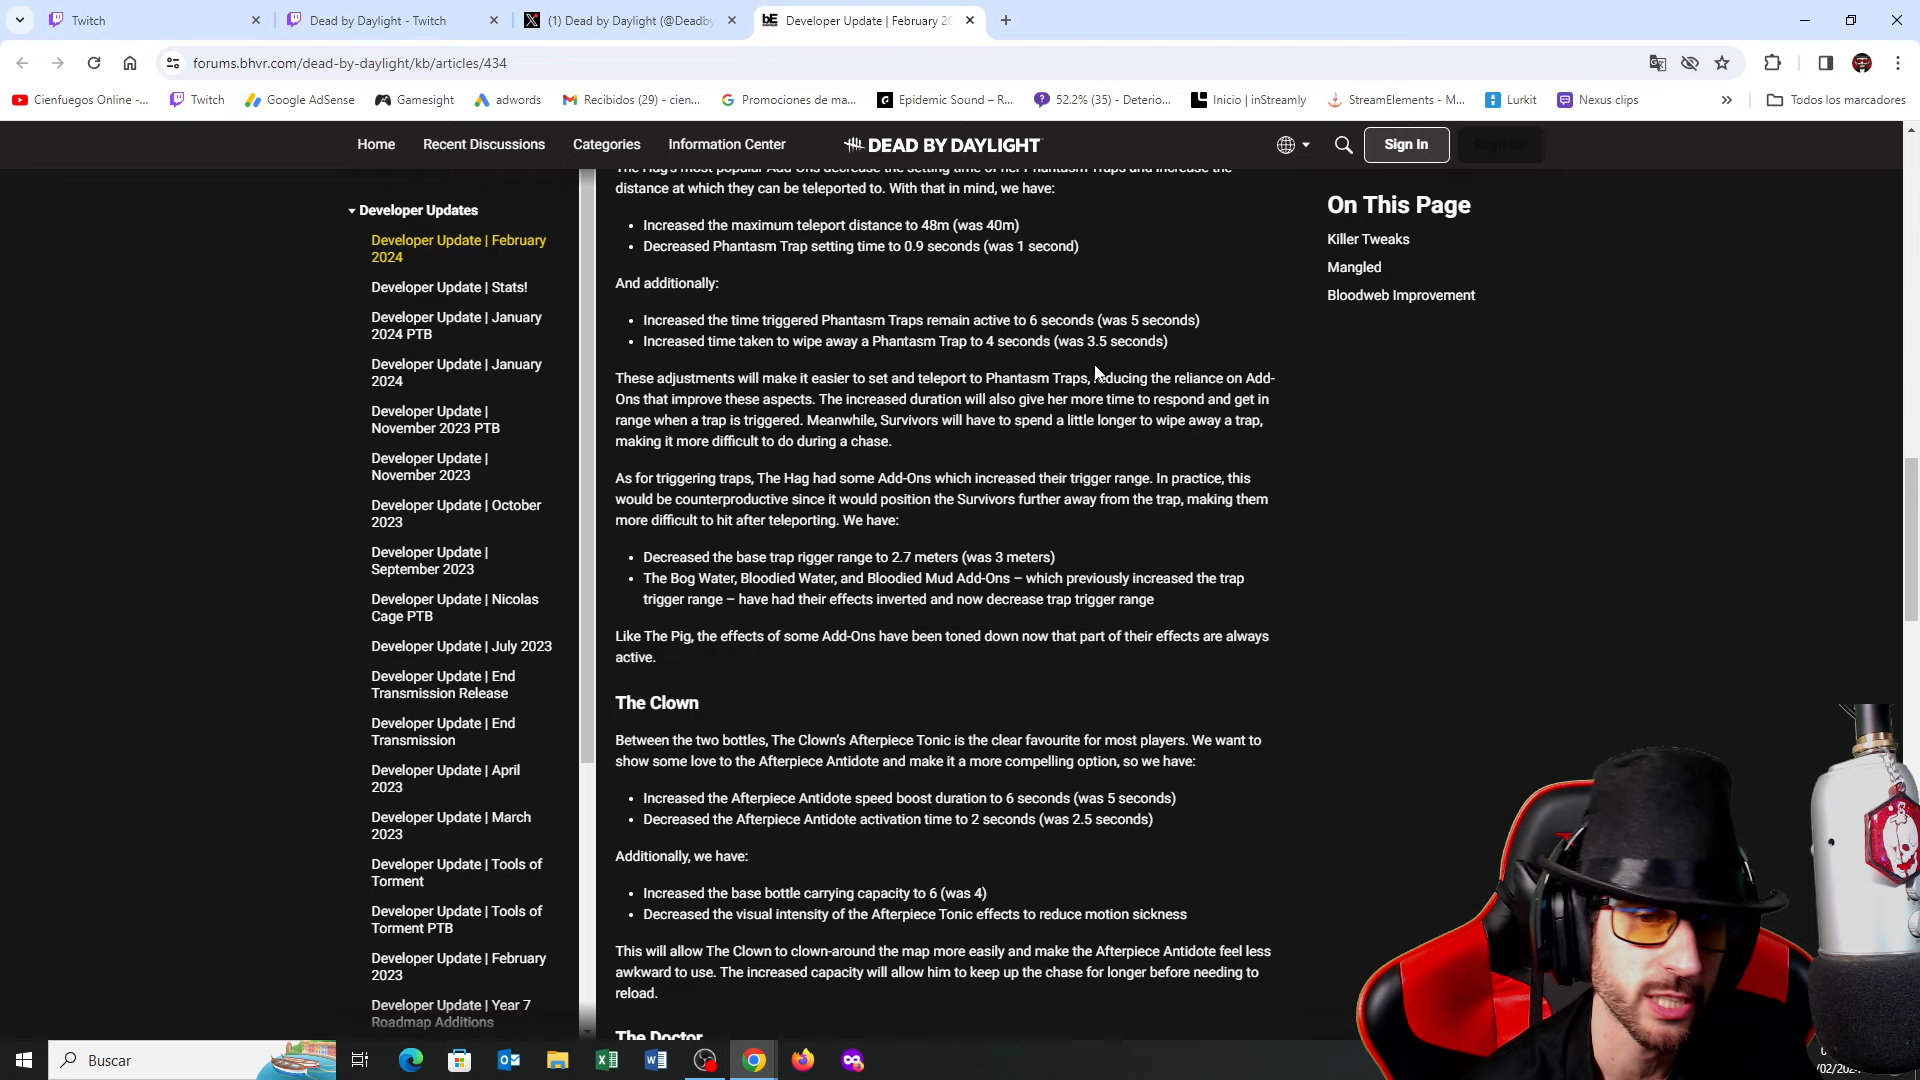 Twitch
Dead by Daylight - Twitch
(1) Dead by Daylight (@Deadby
Developer Update | February 20
forums.bhvr.com/dead-by-daylight/kb/articles/434
Cienfuegos Online -...
Twitch
Google AdSense
Gamesight
adwords
Recibidos (29) - cien...
Promociones de ma...
Epidemic Sound – R...
52.2% (35) - Deterio...
Inicio | inStreamly
StreamElements - M...
Lurkit
Nexus clips
Todos los marcadores
Home
Recent Discussions
Categories
Information Center
DEAD BY DAYLIGHT
Sign In
Register
Developer Updates
Developer Update | February
2024
Developer Update | Stats!
Developer Update | January
2024 PTB
Developer Update | January
2024
Developer Update |
November 2023 PTB
Developer Update |
November 2023
Developer Update | October
2023
Developer Update |
September 2023
Developer Update | Nicolas
Cage PTB
Developer Update | July 2023
Developer Update | End
Transmission Release
Developer Update | End
Transmission
Developer Update | April
2023
Developer Update | March
2023
Developer Update | Tools of
Torment
Developer Update | Tools of
Torment PTB
Developer Update | February
2023
Developer Update | Year 7
Roadmap Additions
The Hag's most popular Add-Ons decrease the setting time of her Phantasm Traps and increase the
distance at which they can be teleported to. With that in mind, we have:
• Increased the maximum teleport distance to 48m (was 40m)
• Decreased Phantasm Trap setting time to 0.9 seconds (was 1 second)
And additionally:
• Increased the time triggered Phantasm Traps remain active to 6 seconds (was 5 seconds)
• Increased time taken to wipe away a Phantasm Trap to 4 seconds (was 3.5 seconds)
These adjustments will make it easier to set and teleport to Phantasm Traps, reducing the reliance on Add-
Ons that improve these aspects. The increased duration will also give her more time to respond and get in
range when a trap is triggered. Meanwhile, Survivors will have to spend a little longer to wipe away a trap,
making it more difficult to do during a chase.
As for triggering traps, The Hag had some Add-Ons which increased their trigger range. In practice, this
would be counterproductive since it would position the Survivors further away from the trap, making them
more difficult to hit after teleporting. We have:
• Decreased the base trap rigger range to 2.7 meters (was 3 meters)
• The Bog Water, Bloodied Water, and Bloodied Mud Add-Ons – which previously increased the trap
trigger range – have had their effects inverted and now decrease trap trigger range
Like The Pig, the effects of some Add-Ons have been toned down now that part of their effects are always
active.
The Clown
Between the two bottles, The Clown's Afterpiece Tonic is the clear favourite for most players. We want to
show some love to the Afterpiece Antidote and make it a more compelling option, so we have:
• Increased the Afterpiece Antidote speed boost duration to 6 seconds (was 5 seconds)
• Decreased the Afterpiece Antidote activation time to 2 seconds (was 2.5 seconds)
Additionally, we have:
• Increased the base bottle carrying capacity to 6 (was 4)
• Decreased the visual intensity of the Afterpiece Tonic effects to reduce motion sickness
This will allow The Clown to clown-around the map more easily and make the Afterpiece Antidote feel less
awkward to use. The increased capacity will allow him to keep up the chase for longer before needing to
reload.
The Doctor
On This Page
Killer Tweaks
Mangled
Bloodweb Improvement
Buscar